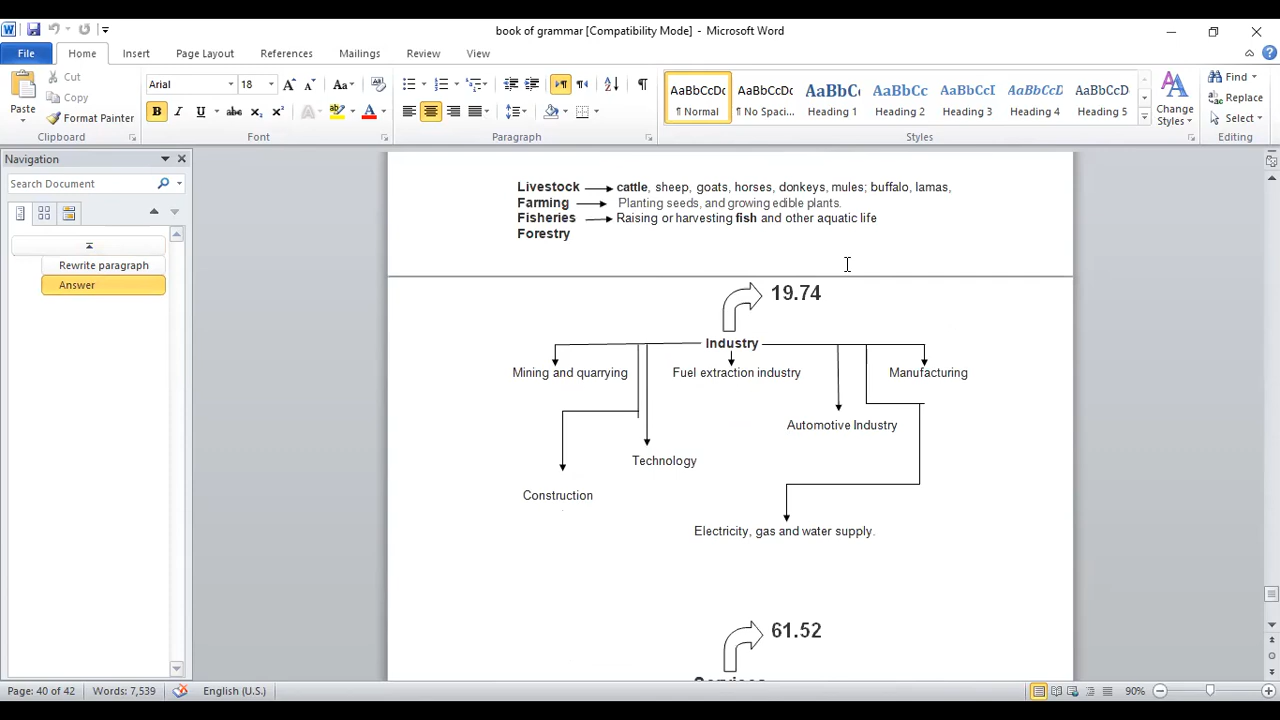 book of grammar [Compatibility Mode] - Microsoft Word
File Home Insert Page Layout References Mailings Review View
Paste
Cut
Copy
Format Painter
Clipboard
Arial 18
Font
Paragraph
AaBbCcDc AaBbCcDc AaBbCc AaBbCc AaBbCcI AaBbCcI AaBbCcD
¶ Normal ¶ No Spaci... Heading 1 Heading 2 Heading 3 Heading 4 Heading 5
Change Styles
Styles
Find
Replace
Select
Editing
Navigation
Search Document
Rewrite paragraph
Answer
Livestock cattle, sheep, goats, horses, donkeys, mules; buffalo, lamas,
Farming Planting seeds, and growing edible plants.
Fisheries Raising or harvesting fish and other aquatic life
Forestry
19.74
Industry
Mining and quarrying Fuel extraction industry Manufacturing
Automotive Industry
Technology
Construction
Electricity, gas and water supply.
61.52
Services
Page: 40 of 42 Words: 7,539 English (U.S.) 90%